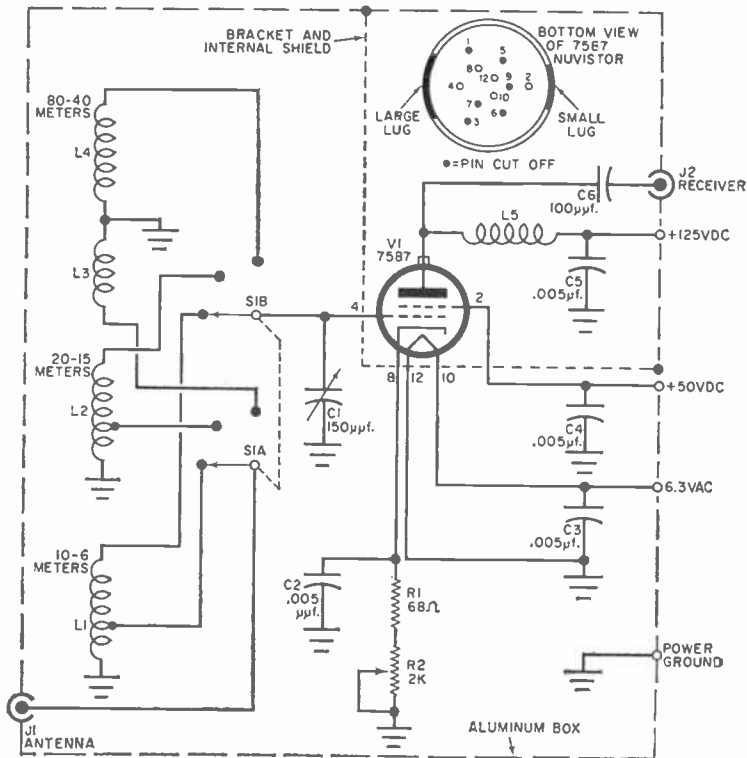 BRACKET AND
INTERNAL SHIELD
BOTTOM VIEW
OF 7587
NUVISTOR
1
5
8
12
9
2
4
10
7
6
3
LARGE
LUG
SMALL
LUG
●=PIN CUT OFF
80-40
METERS
L4
L3
20-15
METERS
L2
10-6
METERS
L1
S1B
S1A
C1
150µµf.
V1
7587
4
2
8
12
10
L5
C6
100µµf.
J2
RECEIVER
+125VDC
C5
.005µf.
+50VDC
C4
.005µf.
6.3VAC
C3
.005µf.
C2
.005
µµf.
R1
68Ω
R2
2K
POWER
GROUND
J1
ANTENNA
ALUMINUM BOX